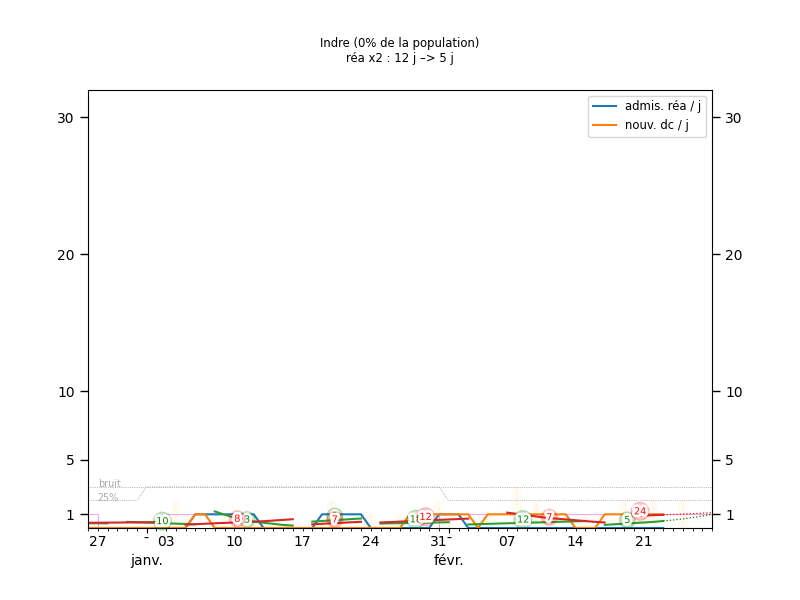 Indre (0% de la population)
réa x2 : 12 j –> 5 j
admis. réa / j
nouv. dc / j
30 30
20 20
10 10
5 5
bruit
25%
1 1
10 8 3 7 12 12 7 5 24
27 - 03 10 17 24 31 - 07 14 21
janv. févr.